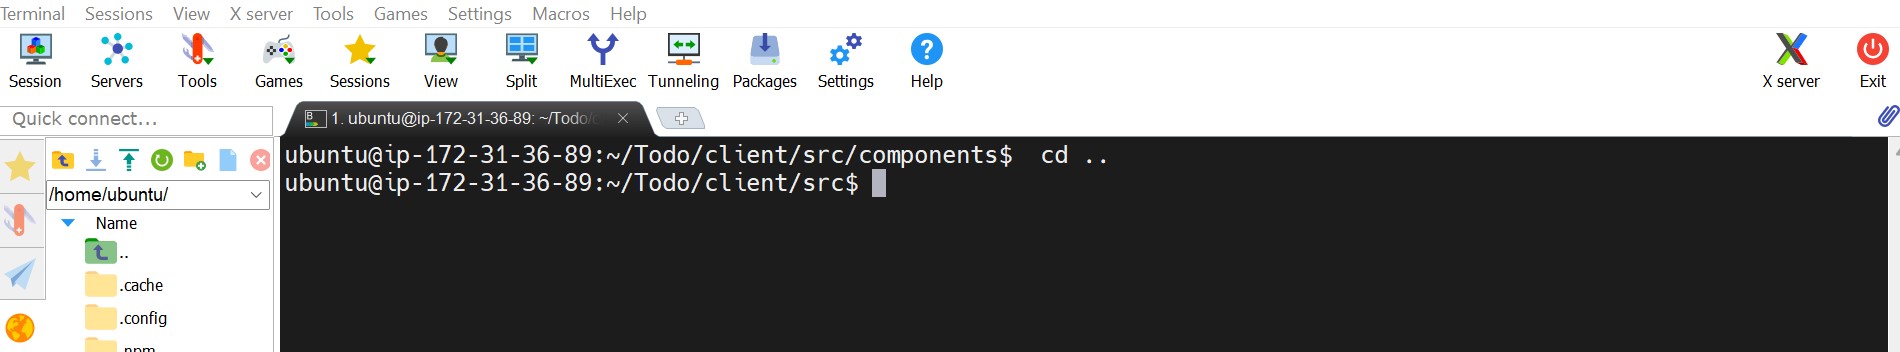 Terminal Sessions View X server Tools Games Settings Macros Help
Session Servers Tools Games Sessions View Split MultiExec Tunneling Packages Settings Help X server Exit
Quick connect...
1. ubuntu@ip-172-31-36-89: ~/Todo/
/home/ubuntu/
Name
..
.cache
.config
.npm
ubuntu@ip-172-31-36-89:~/Todo/client/src/components$  cd ..
ubuntu@ip-172-31-36-89:~/Todo/client/src$